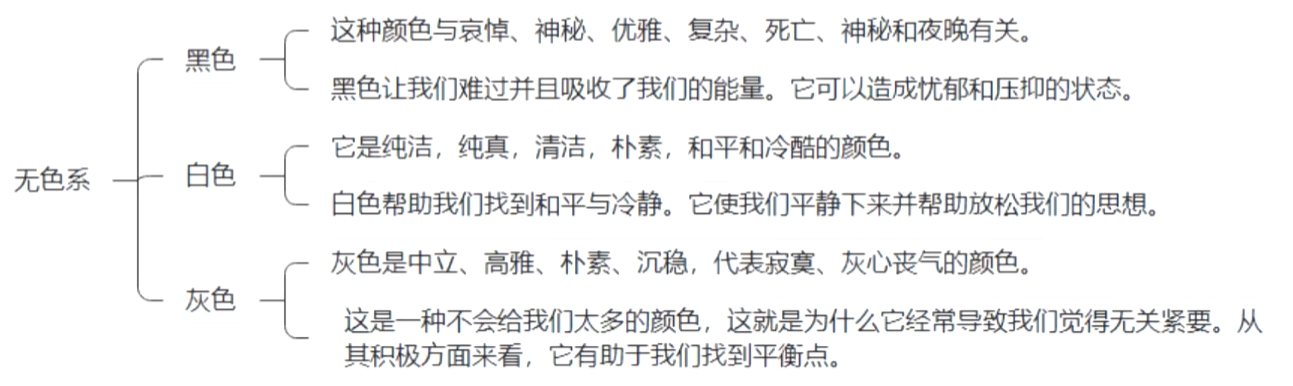 无色系
黑色
这种颜色与哀悼、神秘、优雅、复杂、死亡、神秘和夜晚有关。
黑色让我们难过并且吸收了我们的能量。它可以造成忧郁和压抑的状态。
白色
它是纯洁，纯真，清洁，朴素，和平和冷酷的颜色。
白色帮助我们找到和平与冷静。它使我们平静下来并帮助放松我们的思想。
灰色
灰色是中立、高雅、朴素、沉稳，代表寂寞、灰心丧气的颜色。
这是一种不会给我们太多的颜色，这就是为什么它经常导致我们觉得无关紧要。从
其积极方面来看，它有助于我们找到平衡点。